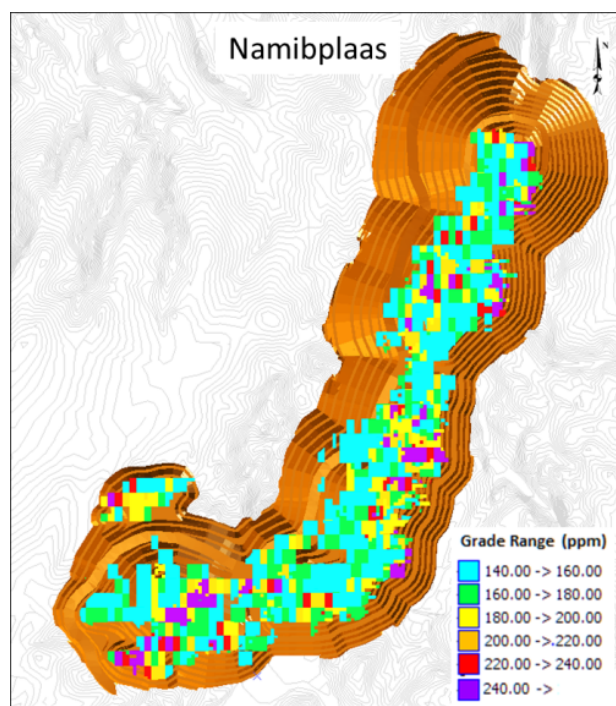 Namibplaas
N
Grade Range (ppm)
140.00 -> 160.00
160.00 -> 180.00
180.00 -> 200.00
200.00 ->.220.00
220.00 -> 240.00
240.00 ->